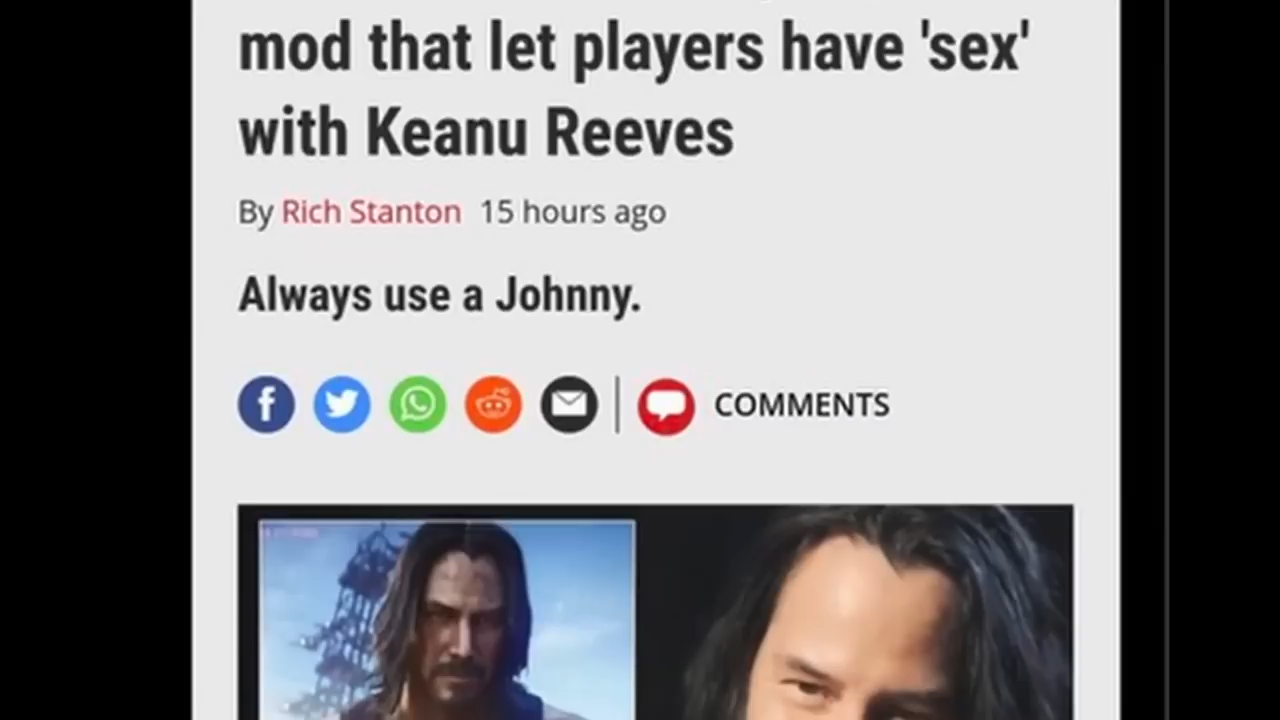 mod that let players have 'sex'
with Keanu Reeves
By Rich Stanton 15 hours ago
Always use a Johnny.
COMMENTS